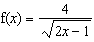 f(x) = 4/√(2x − 1)